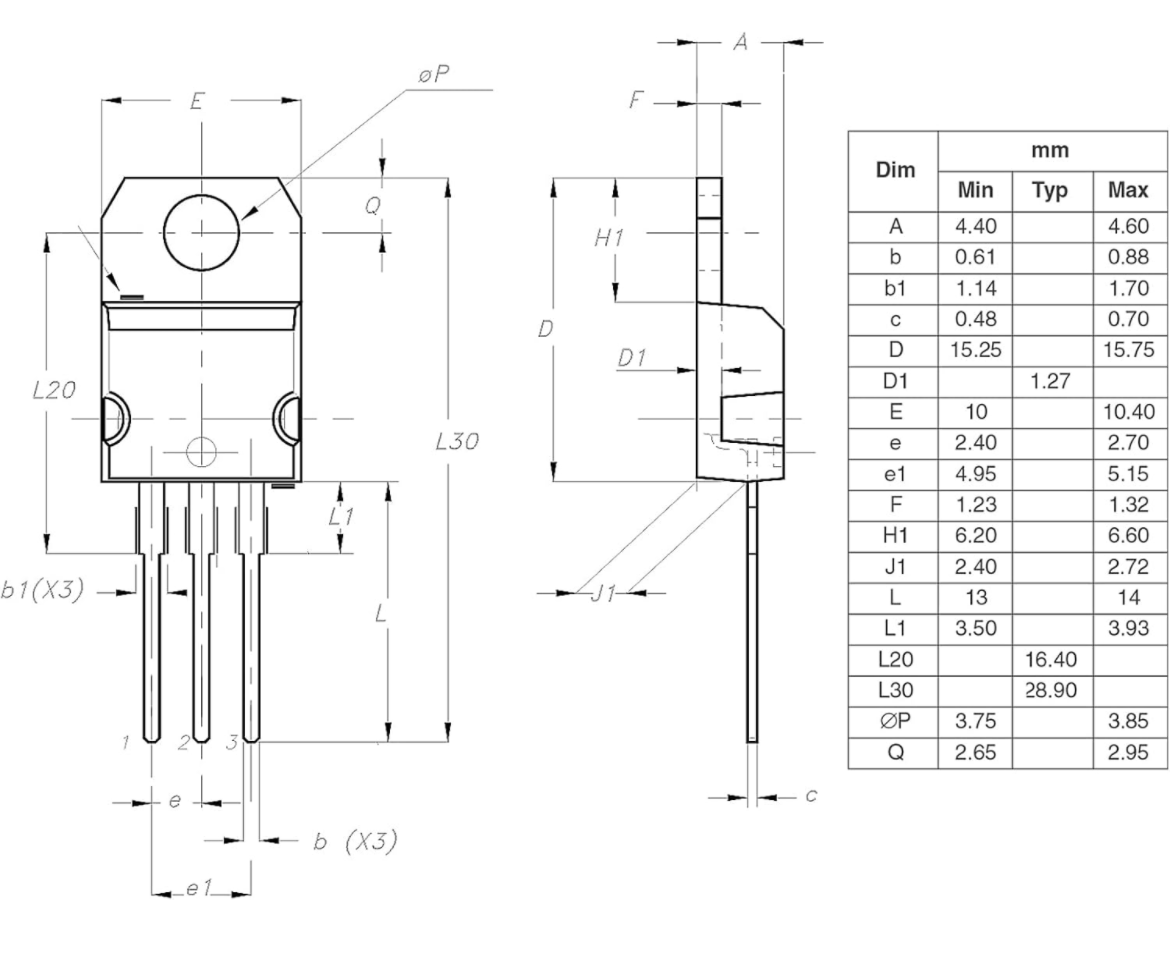 A
øP
E
F
Q
H1
D
D1
L20
L30
L1
b1(X3)
J1
L
1 2 3
e
c
b (X3)
e1
Dim mm
Min Typ Max
A 4.40 4.60
b 0.61 0.88
b1 1.14 1.70
c 0.48 0.70
D 15.25 15.75
D1 1.27
E 10 10.40
e 2.40 2.70
e1 4.95 5.15
F 1.23 1.32
H1 6.20 6.60
J1 2.40 2.72
L 13 14
L1 3.50 3.93
L20 16.40
L30 28.90
∅P 3.75 3.85
Q 2.65 2.95